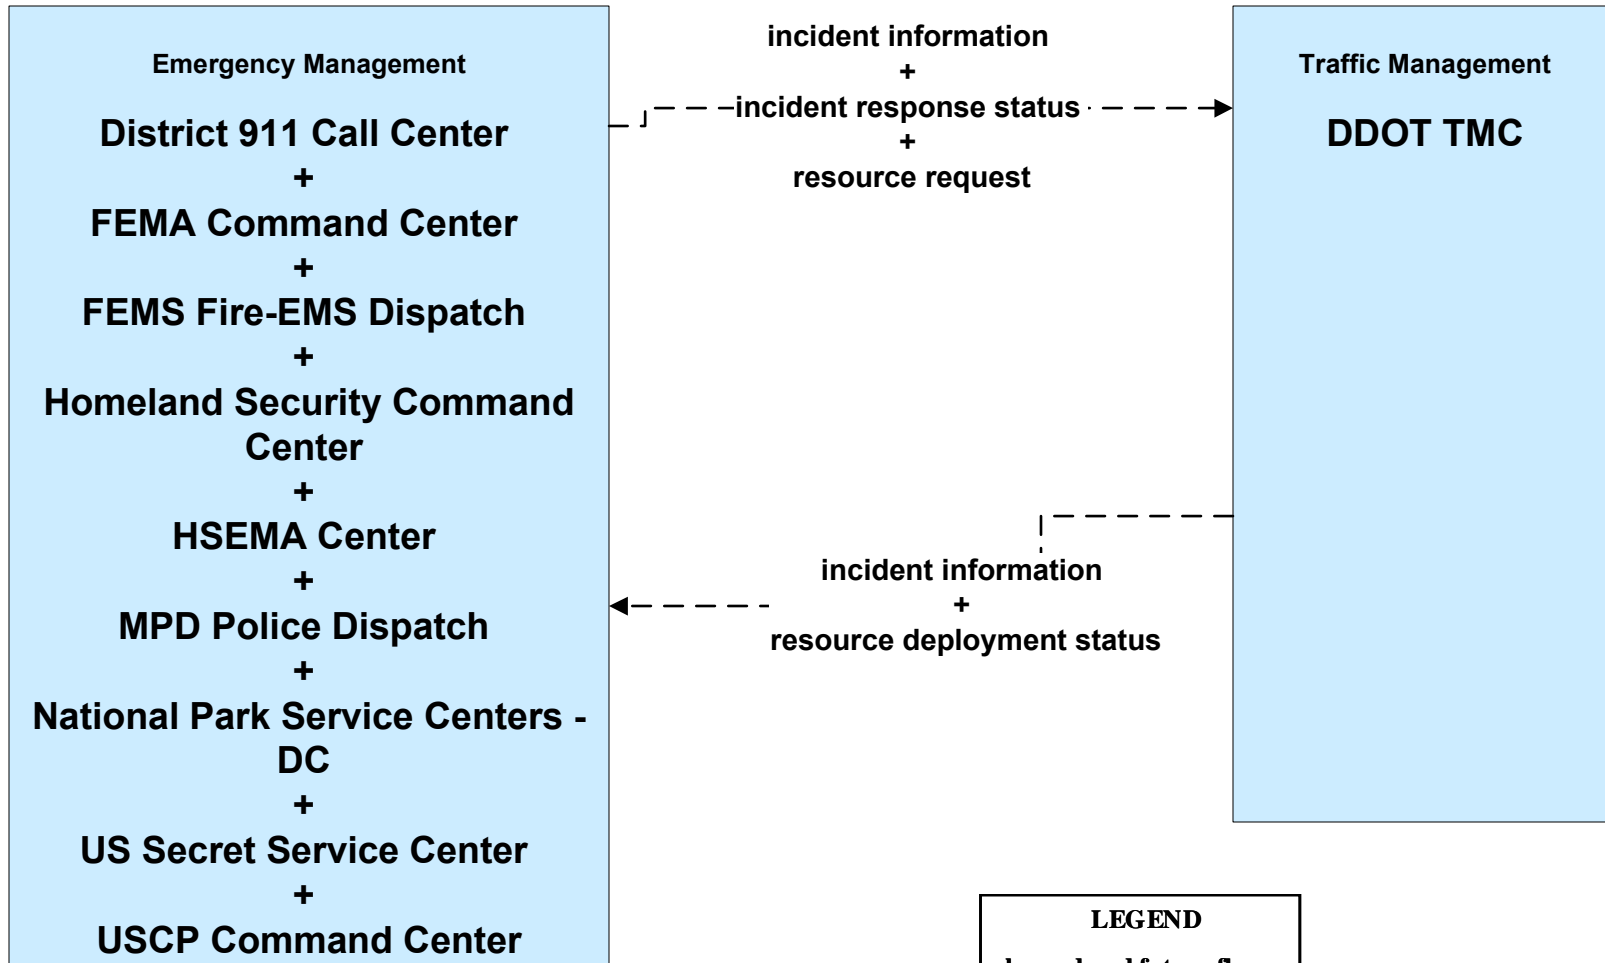 Emergency Management
District 911 Call Center
+
FEMA Command Center
+
FEMS Fire-EMS Dispatch
+
Homeland Security Command
Center
+
HSEMA Center
+
MPD Police Dispatch
+
National Park Service Centers -
DC
+
US Secret Service Center
+
USCP Command Center
incident information
+
incident response status
+
resource request
incident information
+
resource deployment status
Traffic Management
DDOT TMC
LEGEND